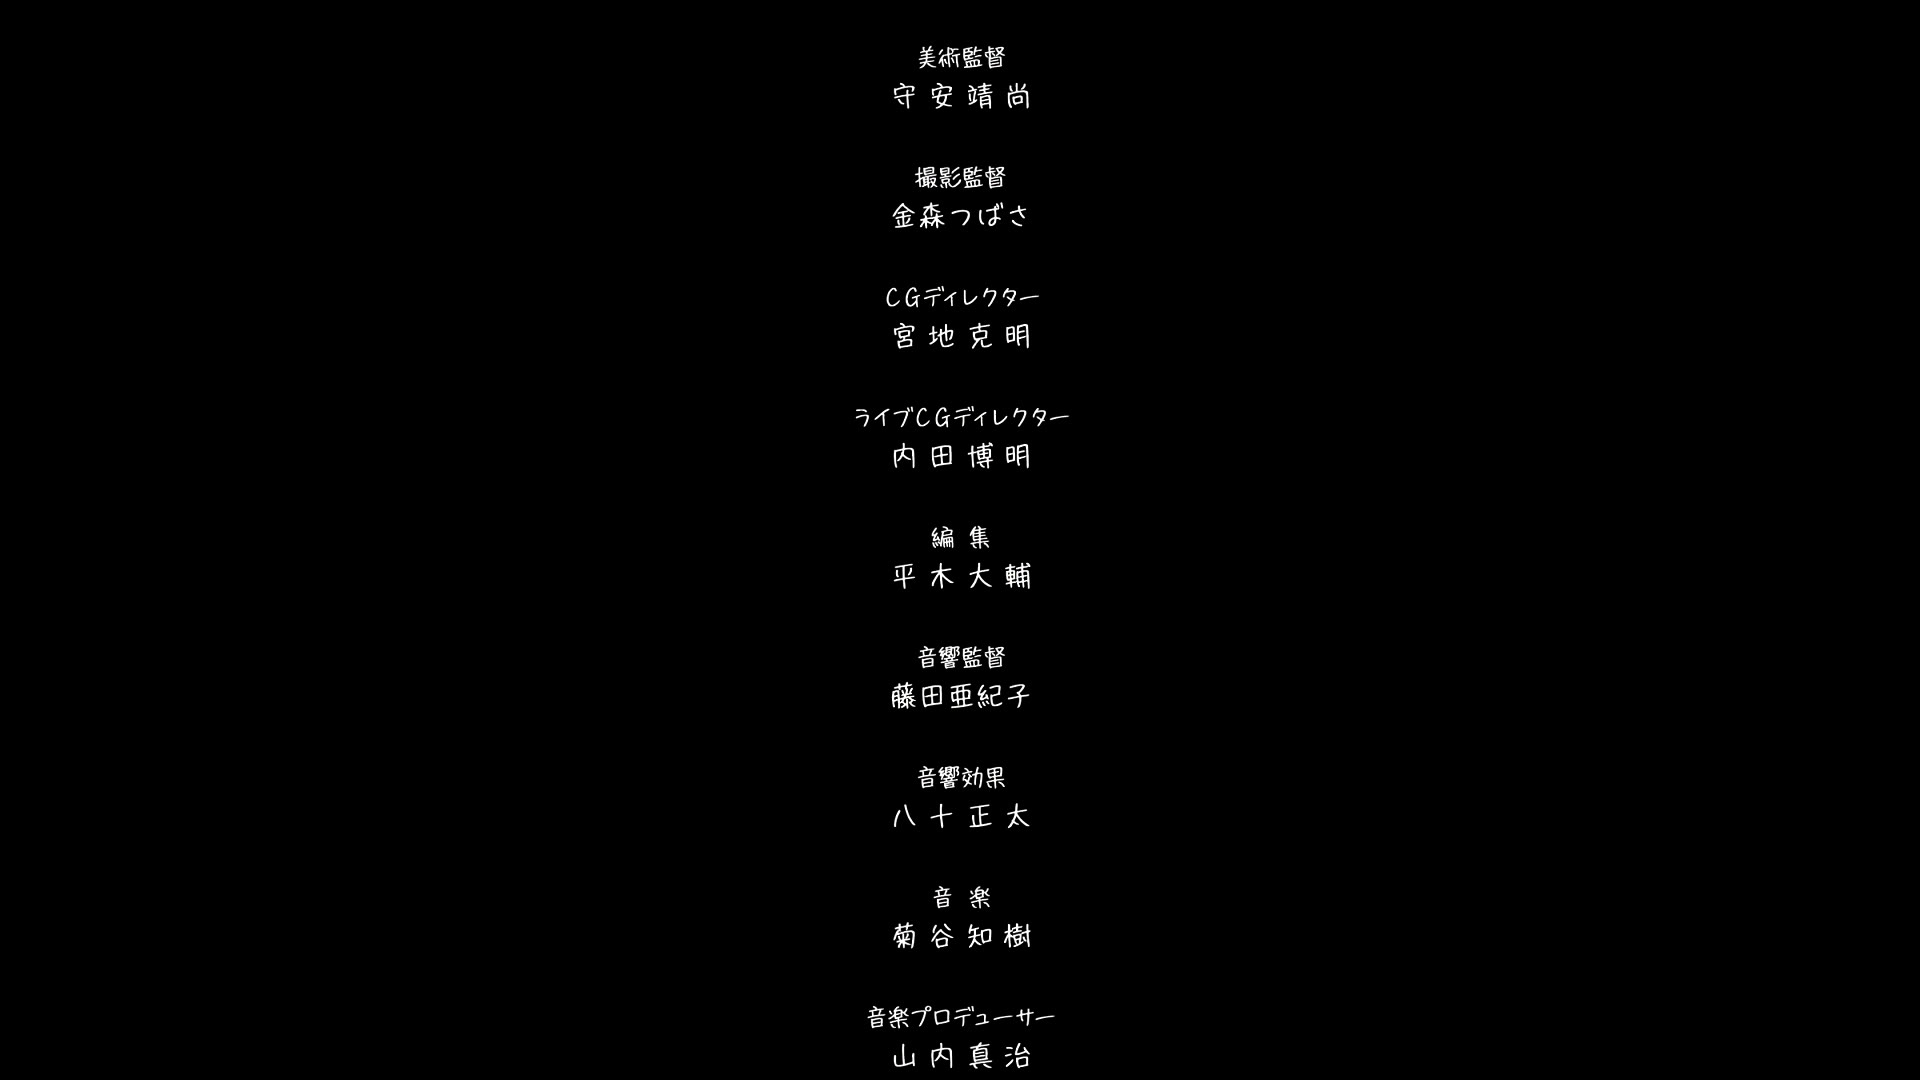 美術監督
守安靖尚
撮影監督
金森つばさ
CGディレクター
宮地克明
ライブCGディレクター
内田博明
編集
平木大輔
音響監督
藤田亜紀子
音響効果
八十正太
音楽
菊谷知樹
音楽プロデューサー
山内真治